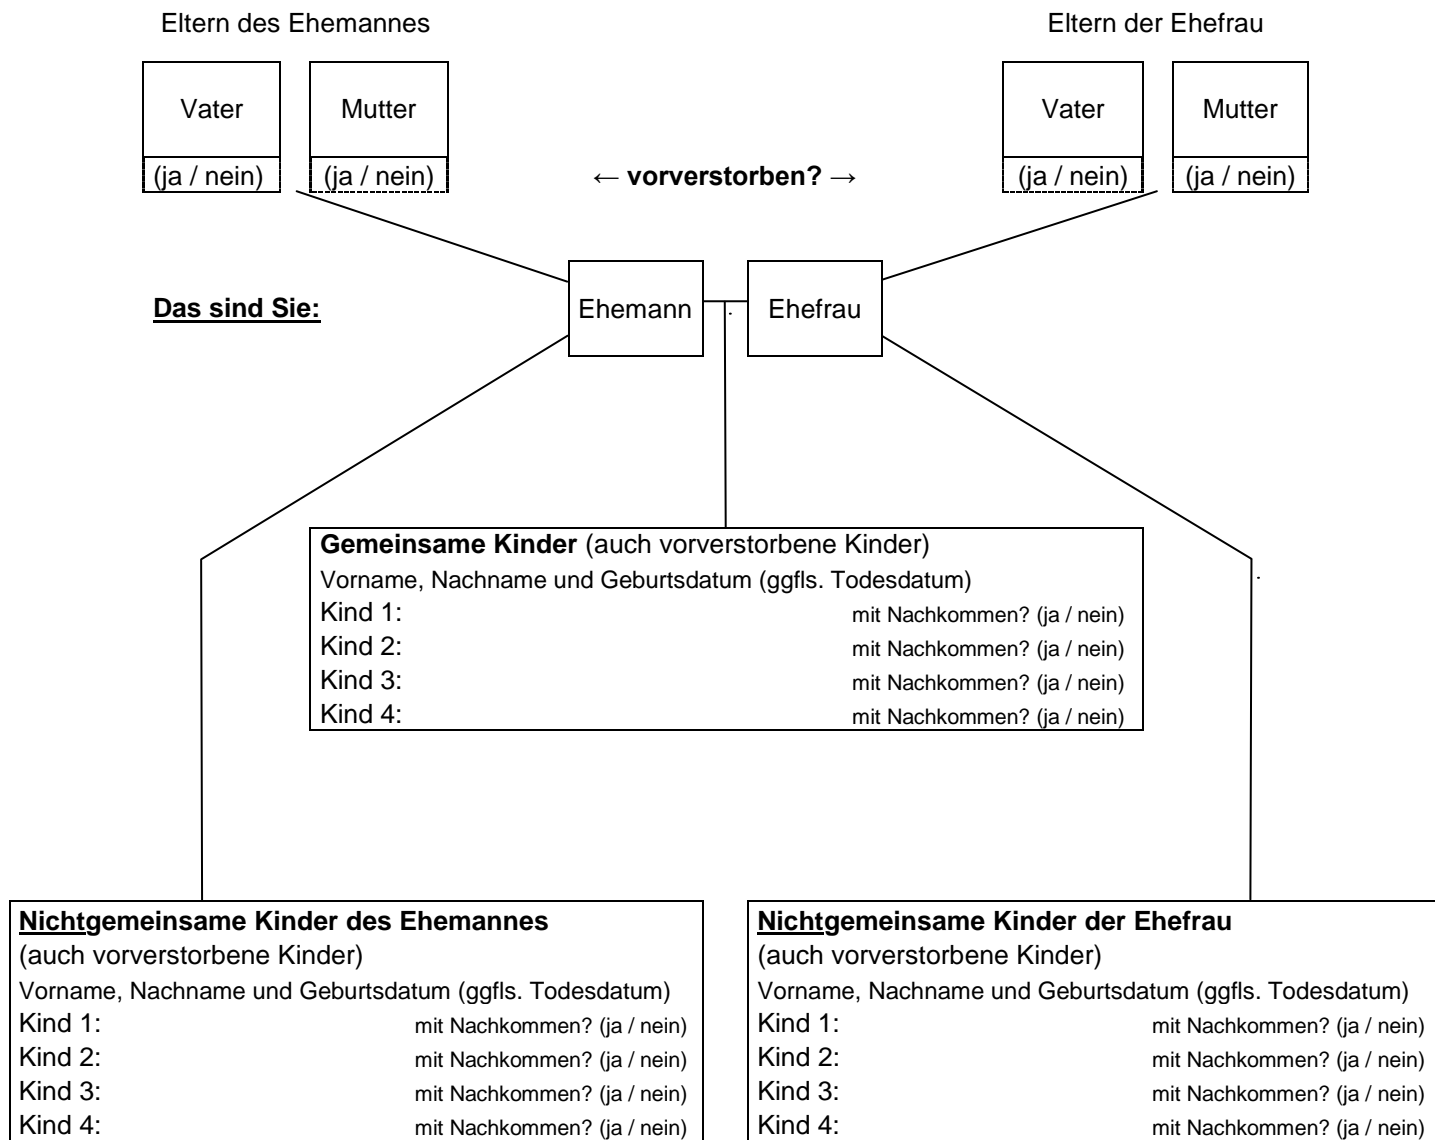 Eltern des Ehemannes
Eltern der Ehefrau
Vater
Mutter
Vater
Mutter
(ja / nein)
(ja / nein)
← vorverstorben? →
(ja / nein)
(ja / nein)
Das sind Sie:
Ehemann
Ehefrau
Gemeinsame Kinder (auch vorverstorbene Kinder)
Vorname, Nachname und Geburtsdatum (ggfls. Todesdatum)
Kind 1: mit Nachkommen? (ja / nein)
Kind 2: mit Nachkommen? (ja / nein)
Kind 3: mit Nachkommen? (ja / nein)
Kind 4: mit Nachkommen? (ja / nein)
Nichtgemeinsame Kinder des Ehemannes
(auch vorverstorbene Kinder)
Vorname, Nachname und Geburtsdatum (ggfls. Todesdatum)
Kind 1: mit Nachkommen? (ja / nein)
Kind 2: mit Nachkommen? (ja / nein)
Kind 3: mit Nachkommen? (ja / nein)
Kind 4: mit Nachkommen? (ja / nein)
Nichtgemeinsame Kinder der Ehefrau
(auch vorverstorbene Kinder)
Vorname, Nachname und Geburtsdatum (ggfls. Todesdatum)
Kind 1: mit Nachkommen? (ja / nein)
Kind 2: mit Nachkommen? (ja / nein)
Kind 3: mit Nachkommen? (ja / nein)
Kind 4: mit Nachkommen? (ja / nein)